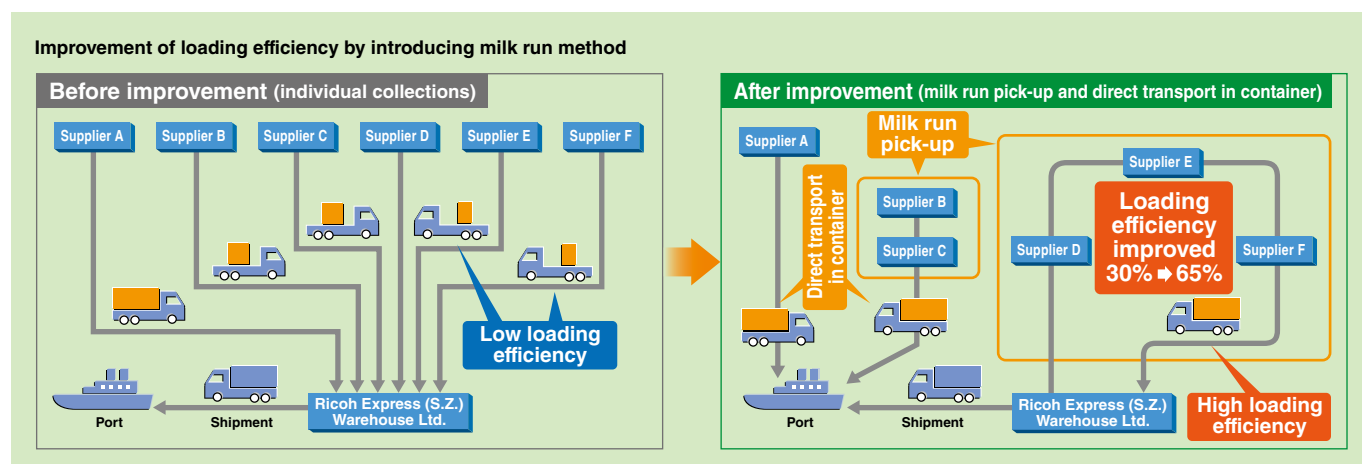 Improvement of loading efficiency by introducing milk run method
Before improvement (individual collections)
Supplier A
Supplier B
Supplier C
Supplier D
Supplier E
Supplier F
Low loading
efficiency
Port
Shipment
Ricoh Express (S.Z.)
Warehouse Ltd.
After improvement (milk run pick-up and direct transport in container)
Supplier A
Milk run
pick-up
Direct transport
in container
Supplier B
Supplier C
Supplier E
Supplier D
Supplier F
Loading
efficiency
improved
30% ➡ 65%
Port
Shipment
Ricoh Express (S.Z.)
Warehouse Ltd.
High loading
efficiency